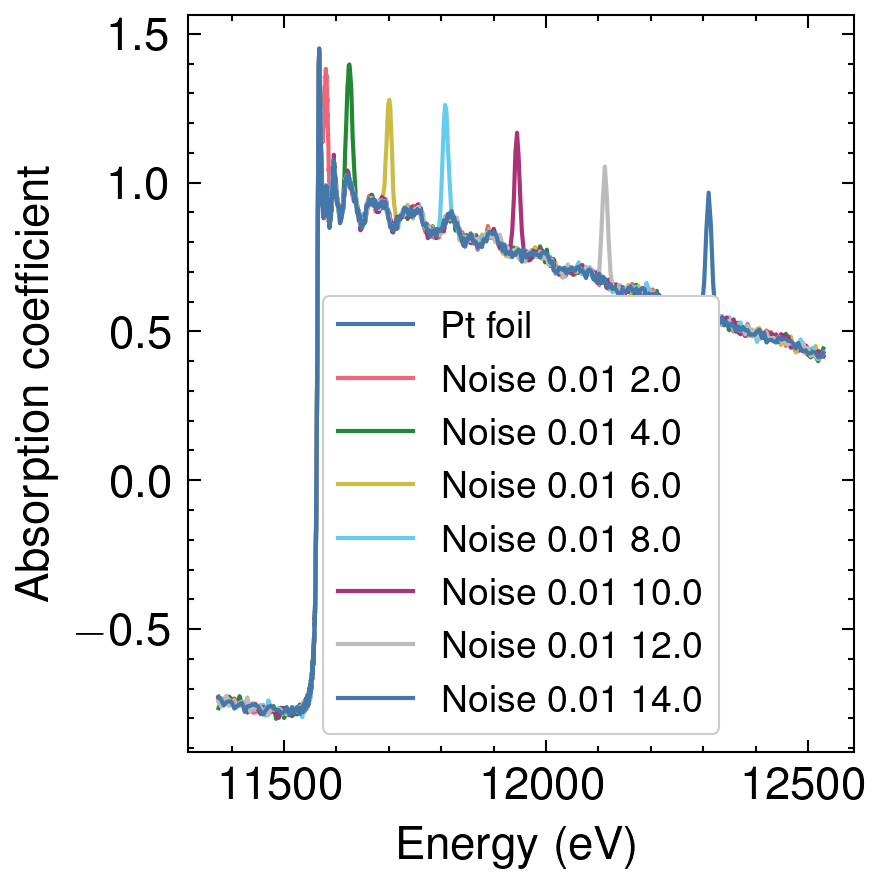 1.5
1.0
0.5
0.0
−0.5
Absorption coefficient
Pt foil
Noise 0.01 2.0
Noise 0.01 4.0
Noise 0.01 6.0
Noise 0.01 8.0
Noise 0.01 10.0
Noise 0.01 12.0
Noise 0.01 14.0
11500 12000 12500
Energy (eV)